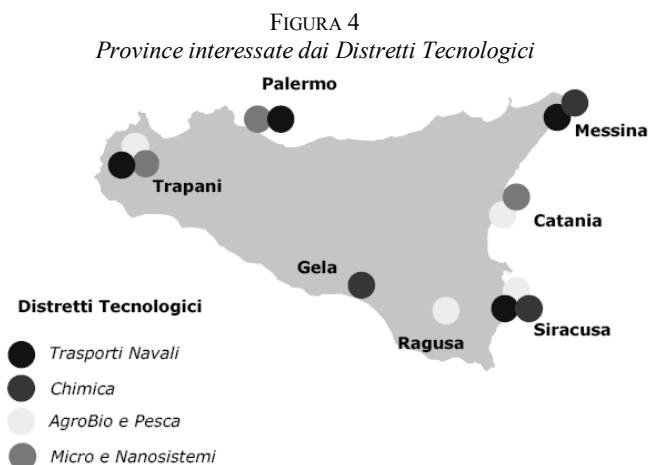 FIGURA 4
Province interessate dai Distretti Tecnologici
Palermo
Messina
Trapani
Catania
Gela
Siracusa
Ragusa
Distretti Tecnologici
Trasporti Navali
Chimica
AgroBio e Pesca
Micro e Nanosistemi